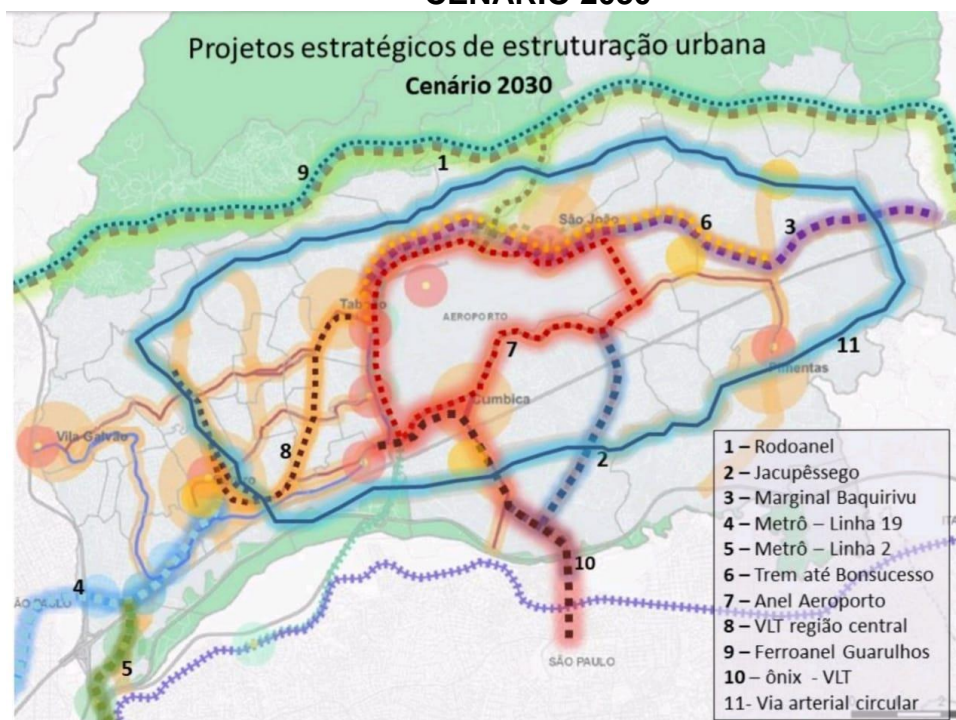 CENÁRIO 2030
Projetos estratégicos de estruturação urbana
Cenário 2030
1
9
São João
6
3
AEROPORTO
7
11
Pimentas
Cumbica
Vila Galvão
8
2
4
10
5
SÃO PAULO
1 – Rodoanel
2 – Jacupêssego
3 – Marginal Baquirivu
4 – Metrô – Linha 19
5 – Metrô – Linha 2
6 – Trem até Bonsucesso
7 – Anel Aeroporto
8 – VLT região central
9 – Ferroanel Guarulhos
10 – ônix - VLT
11- Via arterial circular